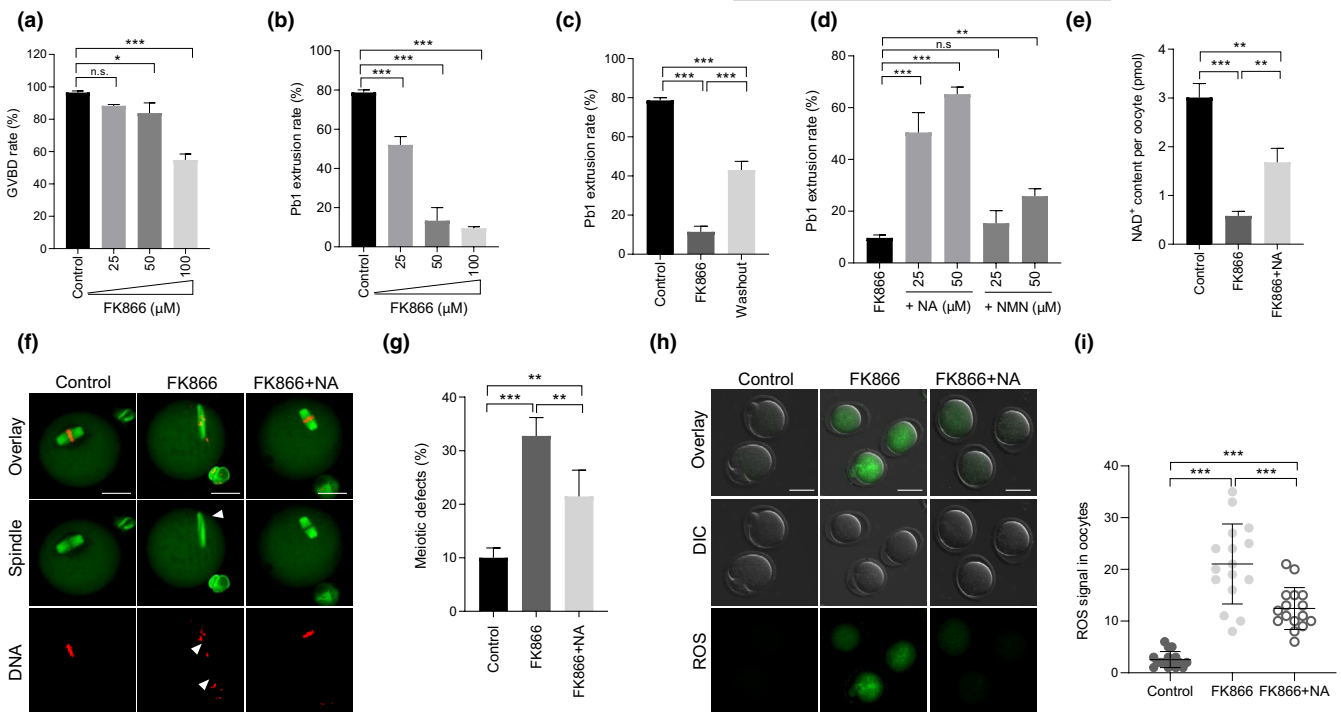 (a)
***
*
n.s.
120
100
80
60
40
20
0
GVBD rate (%)
Control
25
50
100
FK866 (µM)
(b)
***
***
***
100
80
60
40
20
0
Pb1 extrusion rate (%)
Control
25
50
100
FK866 (µM)
(c)
***
*** ***
100
80
60
40
20
0
Pb1 extrusion rate (%)
Control
FK866
Washout
(d)
**
n.s
***
***
80
60
40
20
0
Pb1 extrusion rate (%)
FK866
25
50
25
50
+ NA (µM)
+ NMN (µM)
(e)
**
*** **
4
3
2
1
0
NAD+ content per oocyte (pmol)
Control
FK866
FK866+NA
(f)
Control FK866 FK866+NA
Overlay
Spindle
DNA
(g)
**
*** **
40
30
20
10
0
Meiotic defects (%)
Control
FK866
FK866+NA
(h)
Control FK866 FK866+NA
Overlay
DIC
ROS
(i)
***
*** ***
40
30
20
10
0
ROS signal in oocytes
Control FK866 FK866+NA